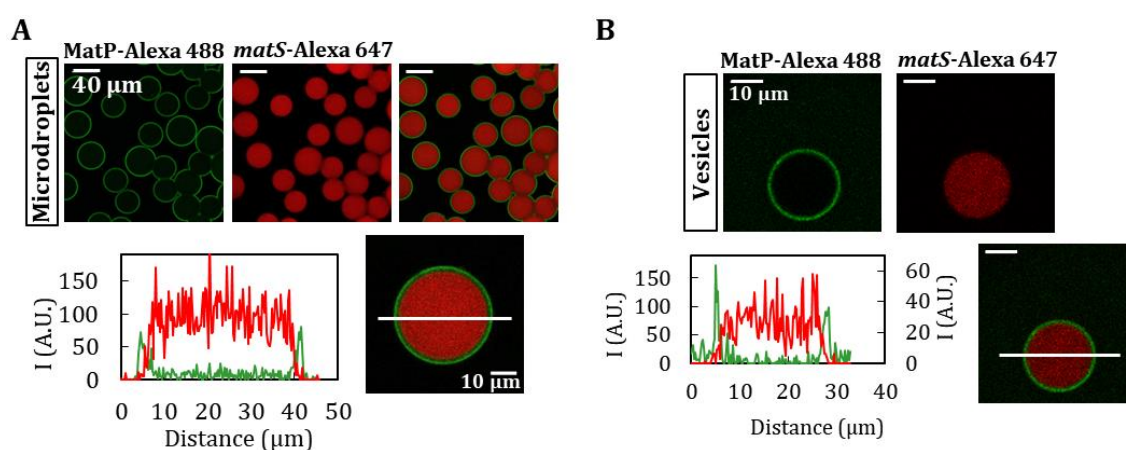 A
MatP-Alexa 488
matS-Alexa 647
Microdroplets
40 µm
I (A.U.)
150
100
50
0
0 10 20 30 40 50
Distance (µm)
10 µm
B
MatP-Alexa 488
matS-Alexa 647
Vesicles
10 µm
I (A.U.)
150
100
50
0
0 10 20 30 40
Distance (µm)
60
40
20
0
I (A.U.)